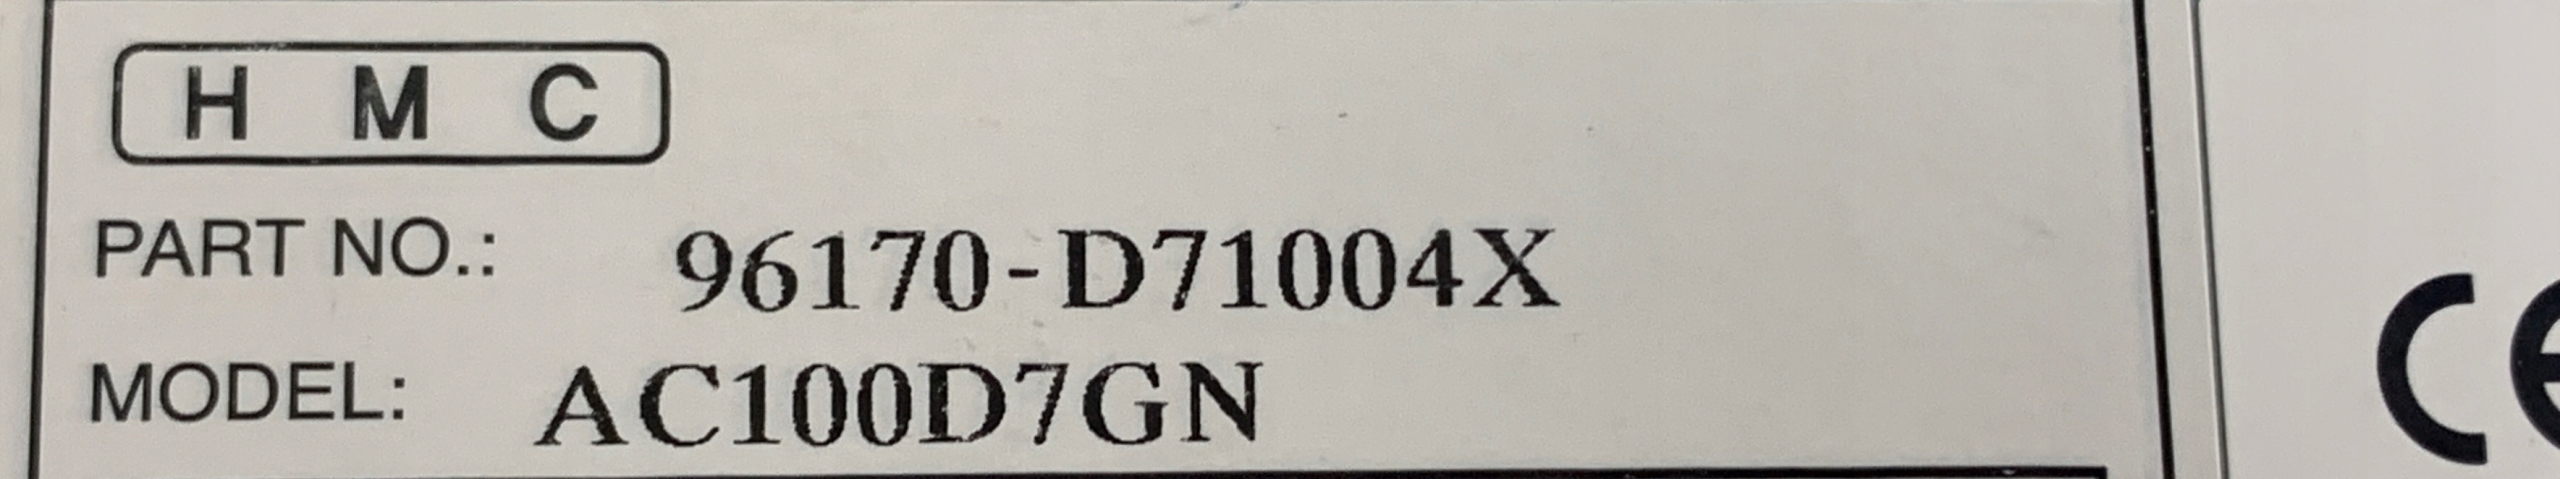 H M C
PART NO.: 96170-D71004X
MODEL: AC100D7GN
CE